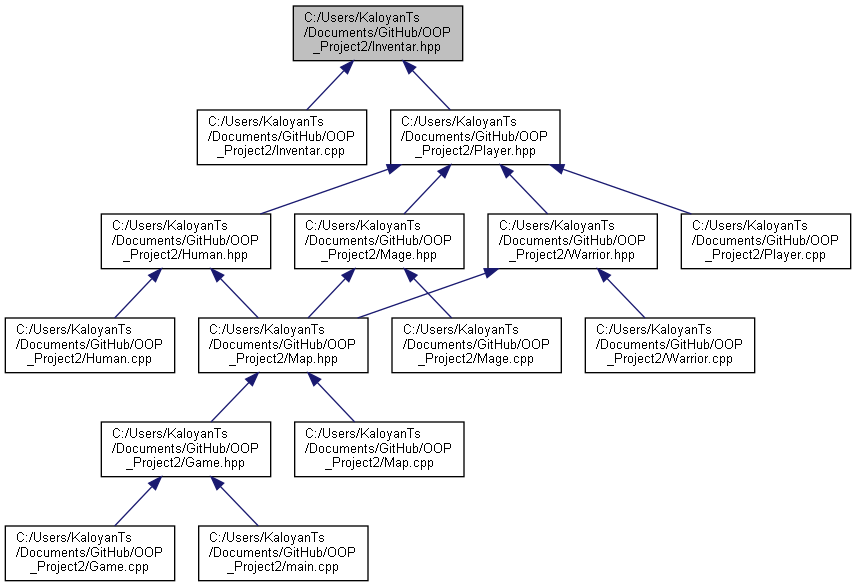 C:/Users/KaloyanTs
/Documents/GitHub/OOP
_Project2/Inventar.hpp
C:/Users/KaloyanTs
/Documents/GitHub/OOP
_Project2/Inventar.cpp
C:/Users/KaloyanTs
/Documents/GitHub/OOP
_Project2/Player.hpp
C:/Users/KaloyanTs
/Documents/GitHub/OOP
_Project2/Human.hpp
C:/Users/KaloyanTs
/Documents/GitHub/OOP
_Project2/Mage.hpp
C:/Users/KaloyanTs
/Documents/GitHub/OOP
_Project2/Warrior.hpp
C:/Users/KaloyanTs
/Documents/GitHub/OOP
_Project2/Player.cpp
C:/Users/KaloyanTs
/Documents/GitHub/OOP
_Project2/Human.cpp
C:/Users/KaloyanTs
/Documents/GitHub/OOP
_Project2/Map.hpp
C:/Users/KaloyanTs
/Documents/GitHub/OOP
_Project2/Mage.cpp
C:/Users/KaloyanTs
/Documents/GitHub/OOP
_Project2/Warrior.cpp
C:/Users/KaloyanTs
/Documents/GitHub/OOP
_Project2/Game.hpp
C:/Users/KaloyanTs
/Documents/GitHub/OOP
_Project2/Map.cpp
C:/Users/KaloyanTs
/Documents/GitHub/OOP
_Project2/Game.cpp
C:/Users/KaloyanTs
/Documents/GitHub/OOP
_Project2/main.cpp